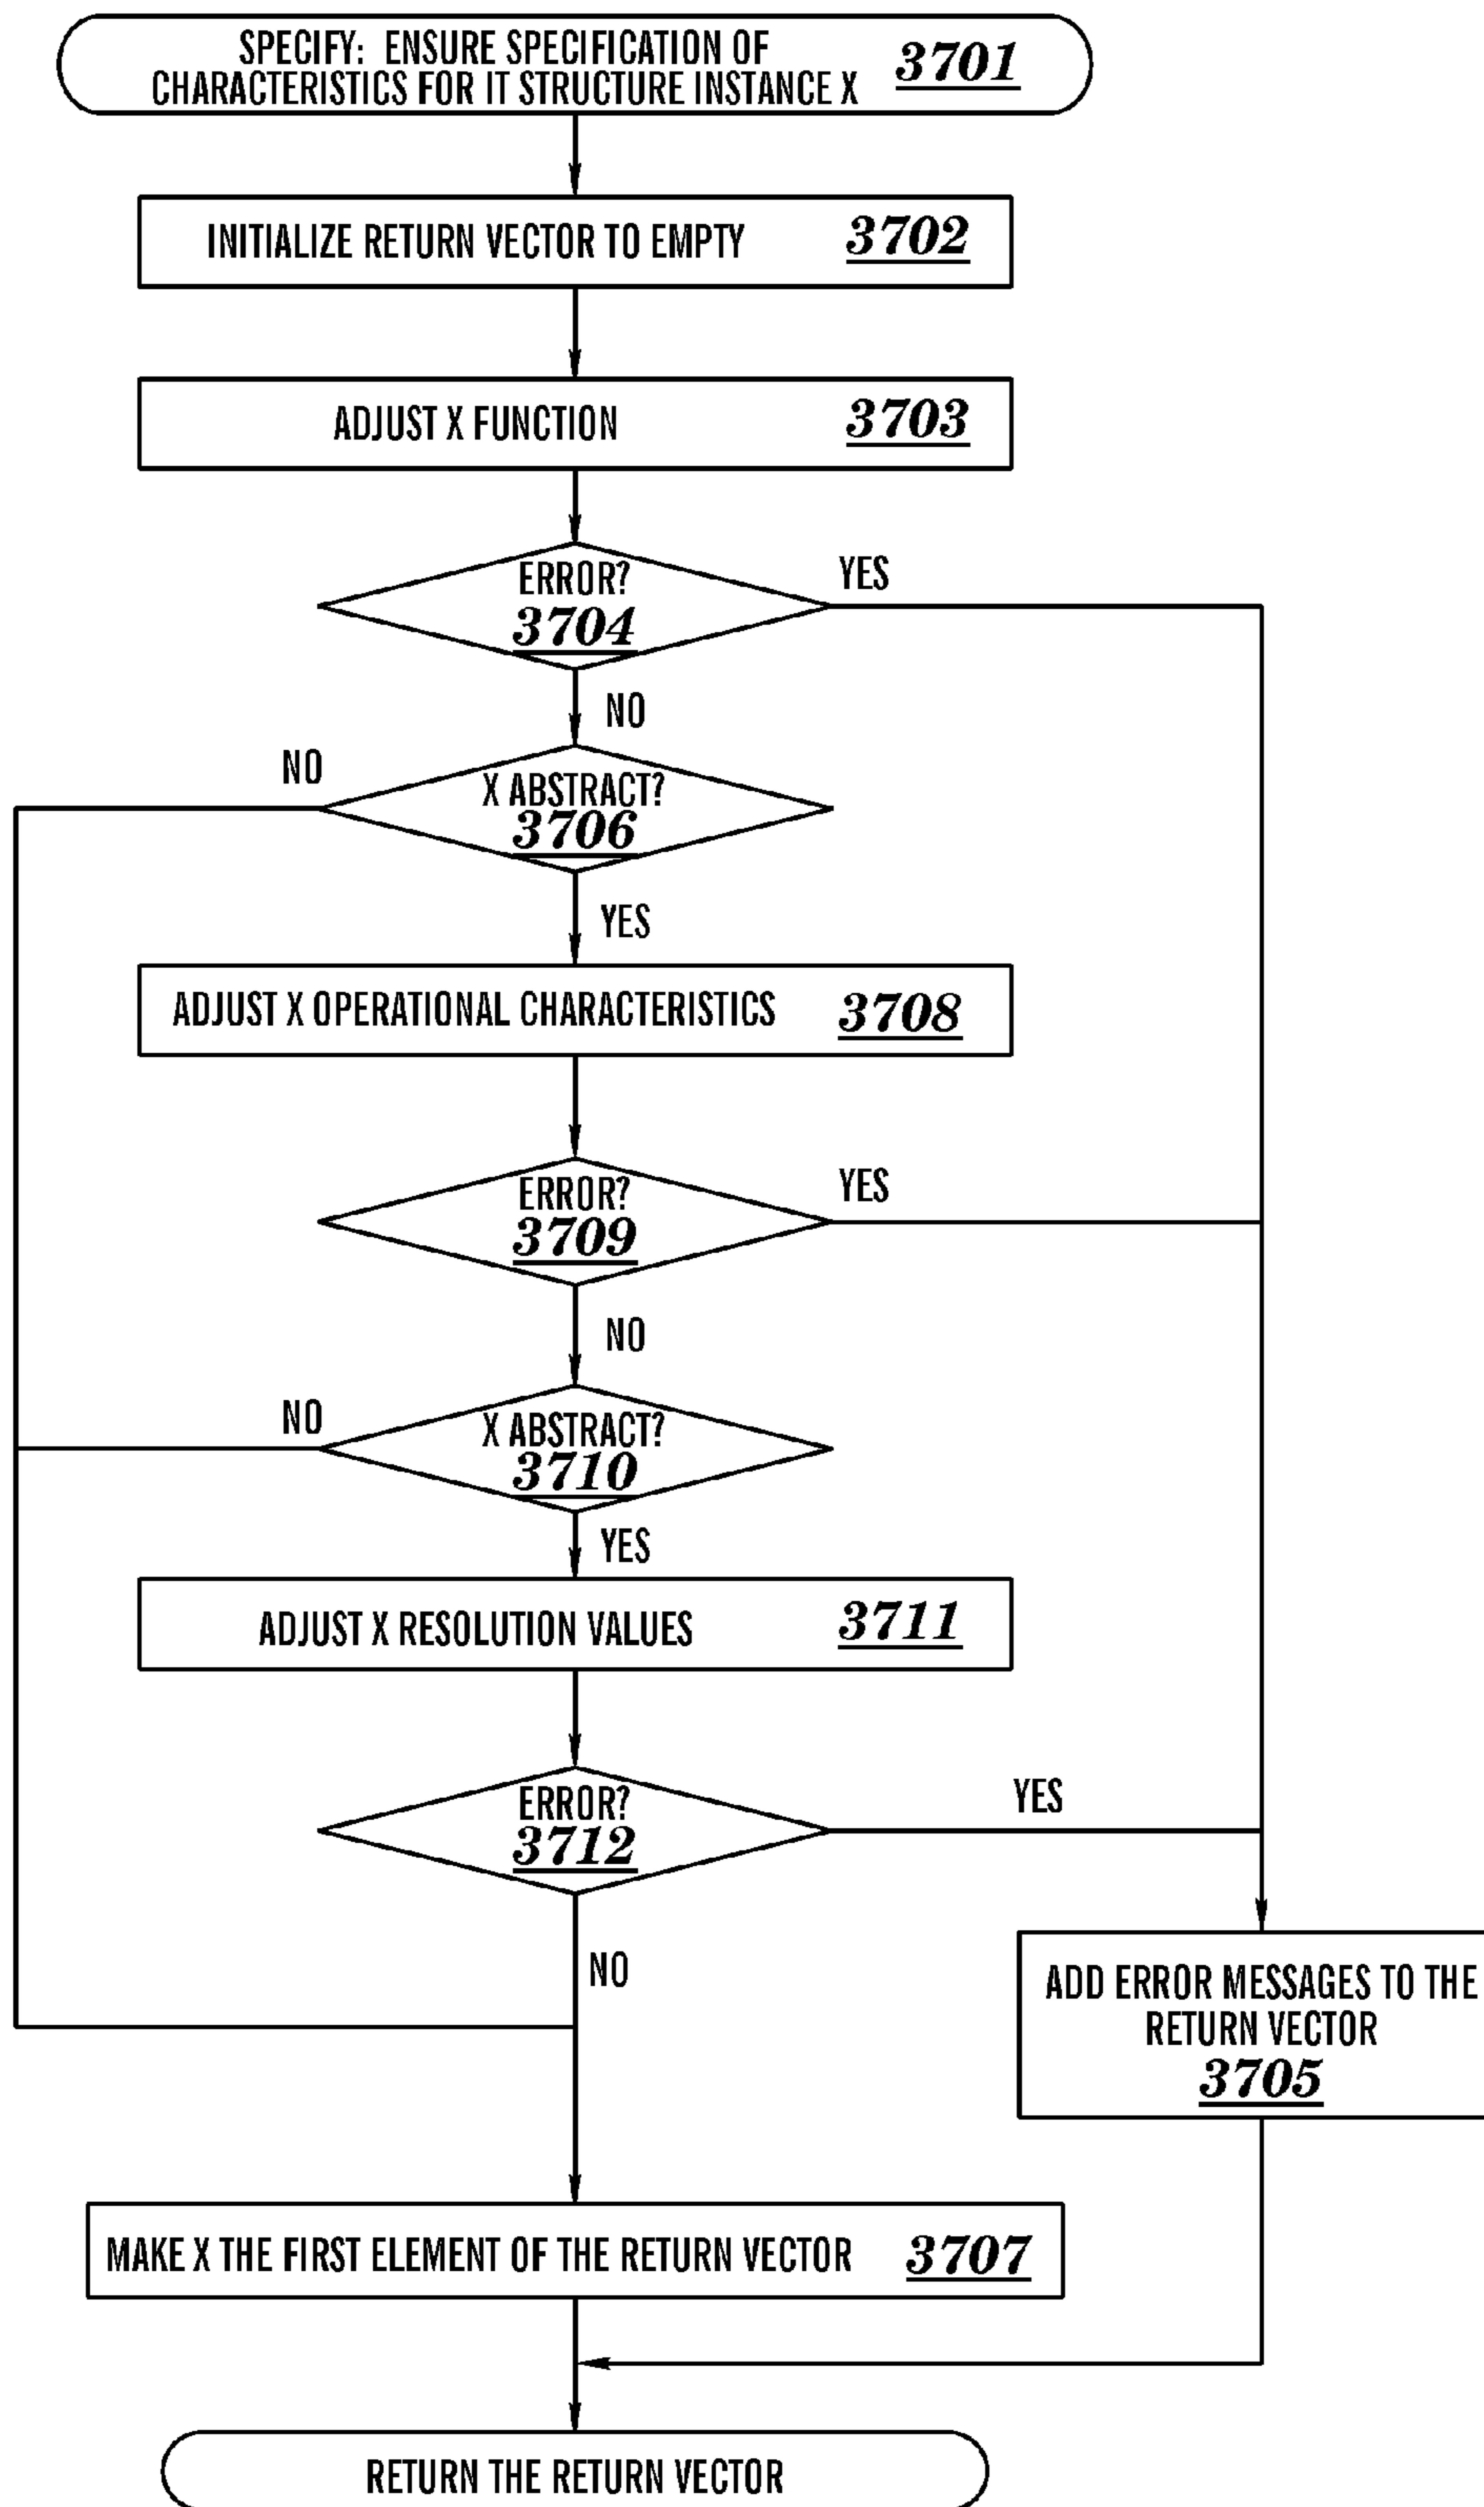 SPECIFY: ENSURE SPECIFICATION OF
CHARACTERISTICS FOR IT STRUCTURE INSTANCE X 3701
INITIALIZE RETURN VECTOR TO EMPTY 3702
ADJUST X FUNCTION 3703
ERROR?
3704
YES
NO
X ABSTRACT?
3706
NO
YES
ADJUST X OPERATIONAL CHARACTERISTICS 3708
ERROR?
3709
YES
NO
X ABSTRACT?
3710
NO
YES
ADJUST X RESOLUTION VALUES 3711
ERROR?
3712
YES
NO
ADD ERROR MESSAGES TO THE
RETURN VECTOR
3705
MAKE X THE FIRST ELEMENT OF THE RETURN VECTOR 3707
RETURN THE RETURN VECTOR